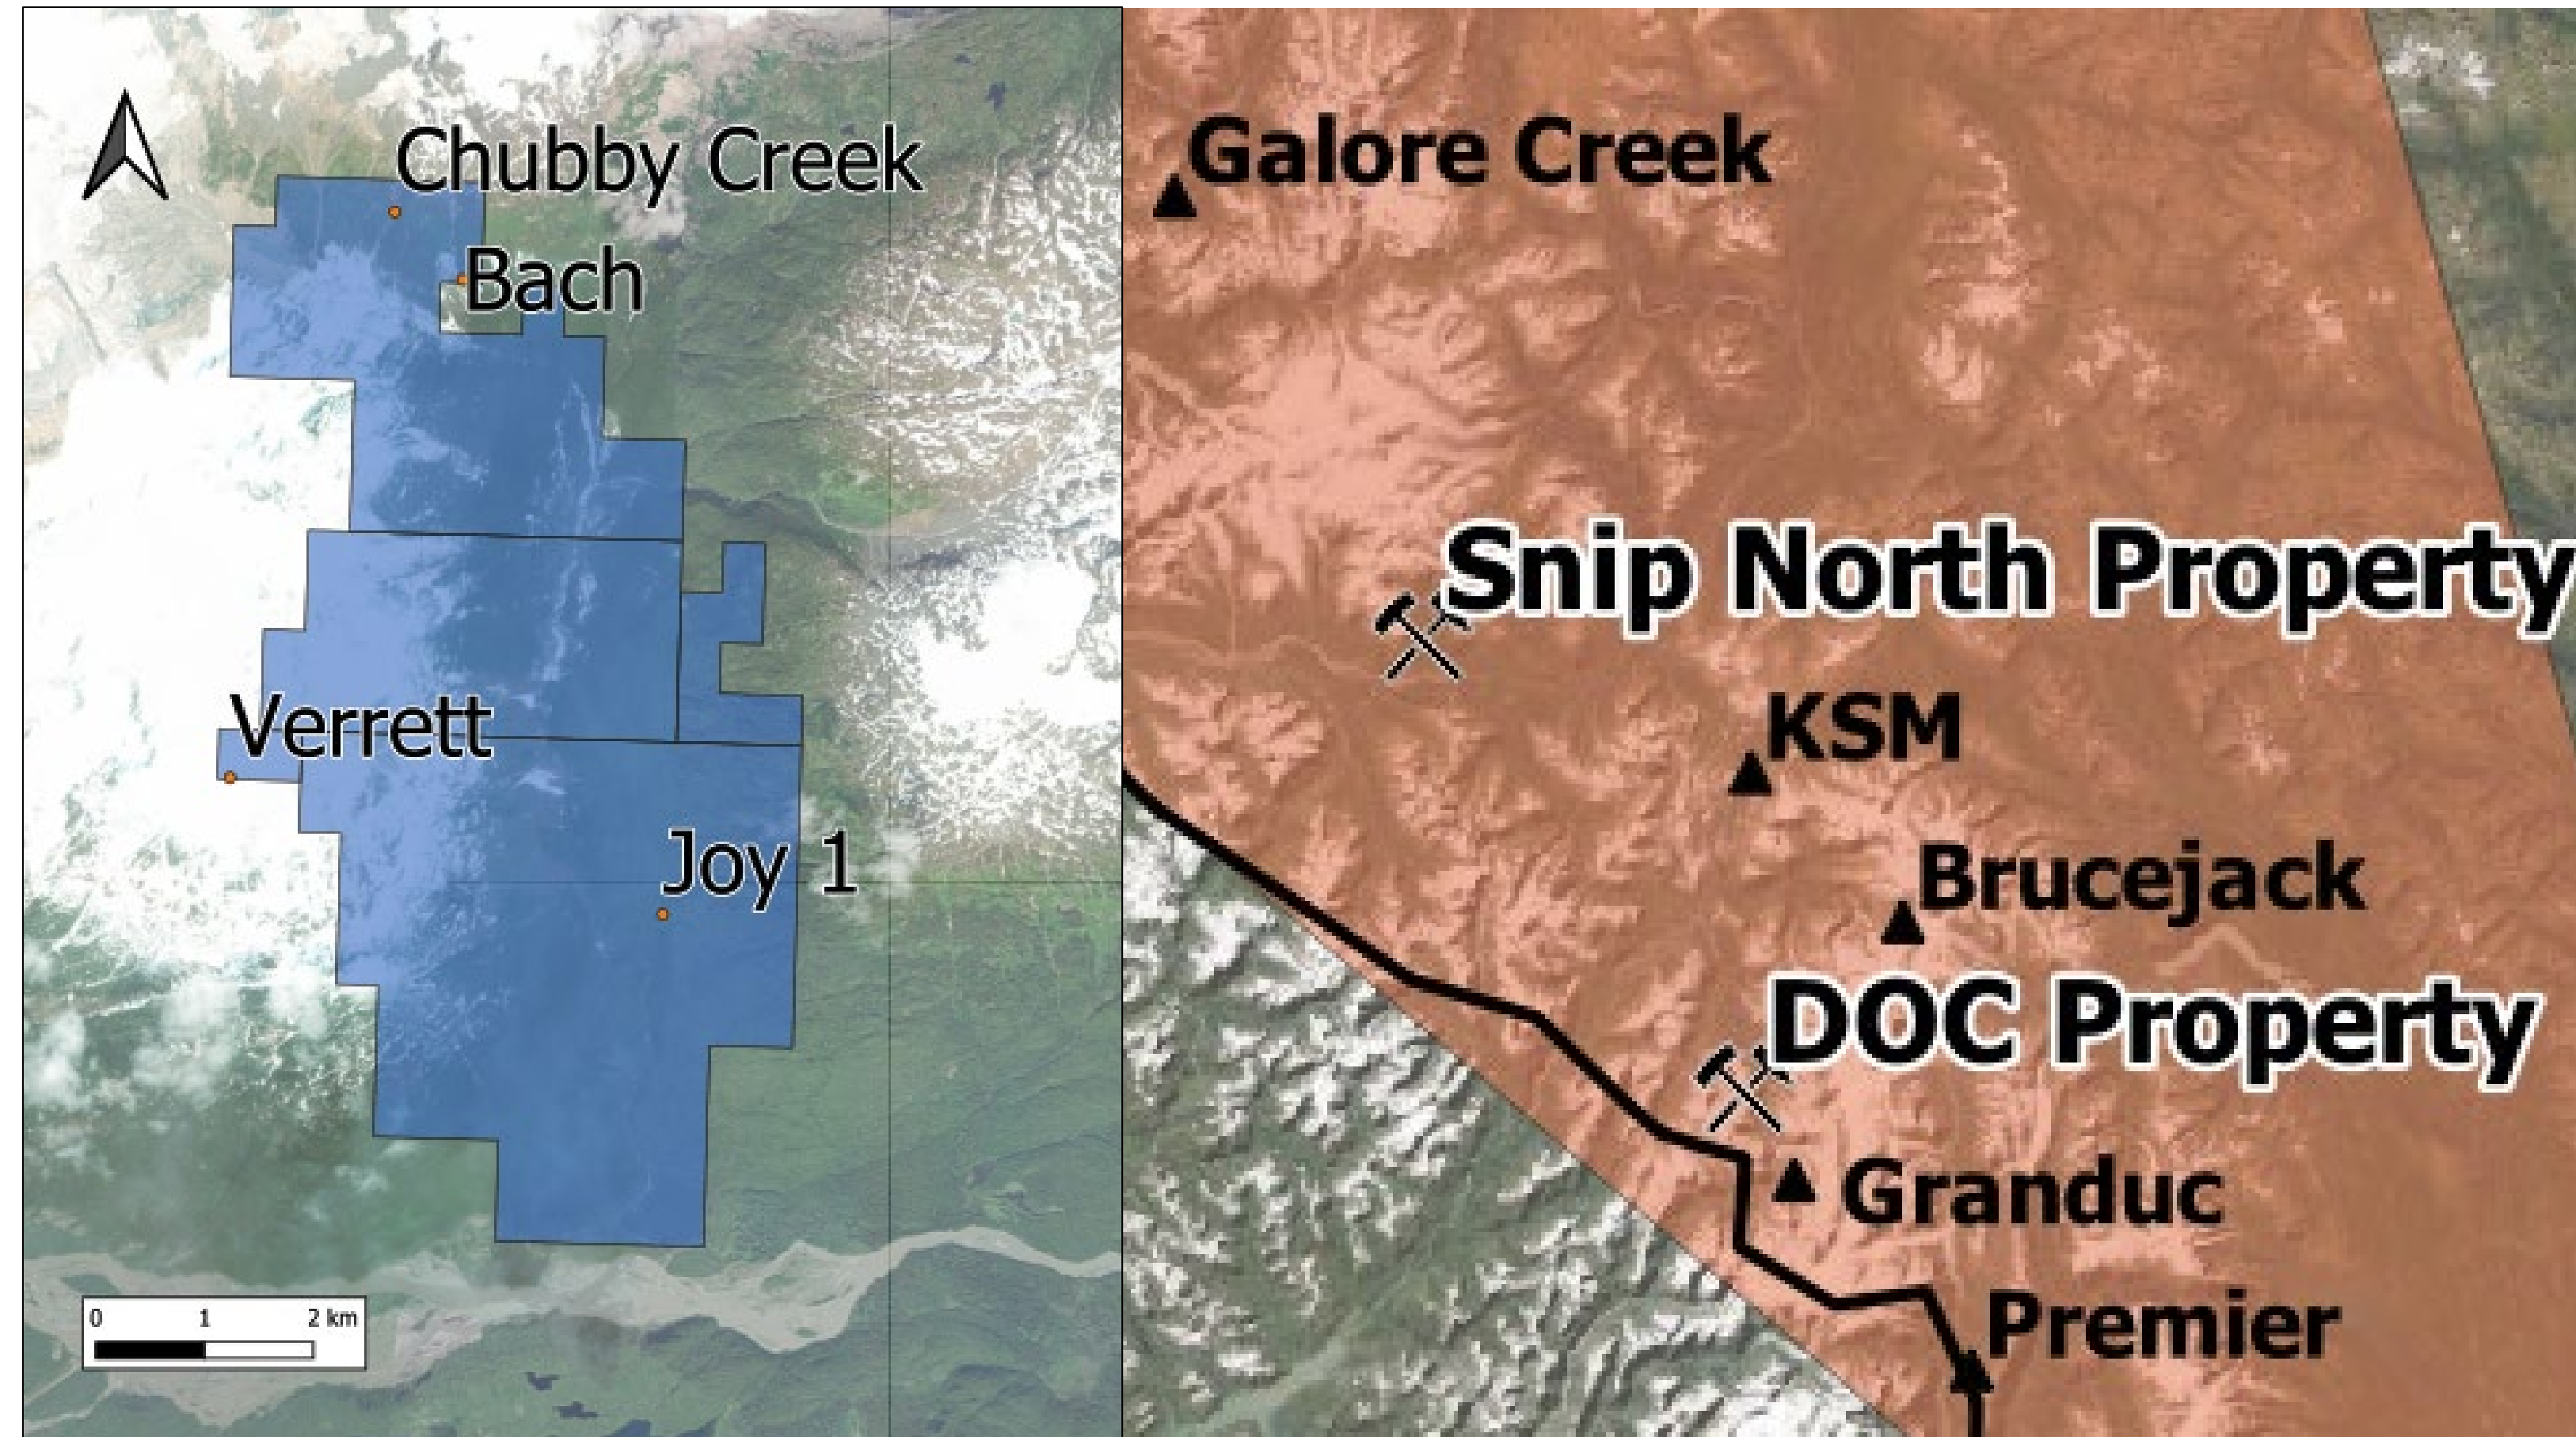 Chubby Creek
Bach
Verrett
Joy 1
0 1 2 km
Galore Creek
Snip North Property
KSM
Brucejack
DOC Property
Granduc
Premier